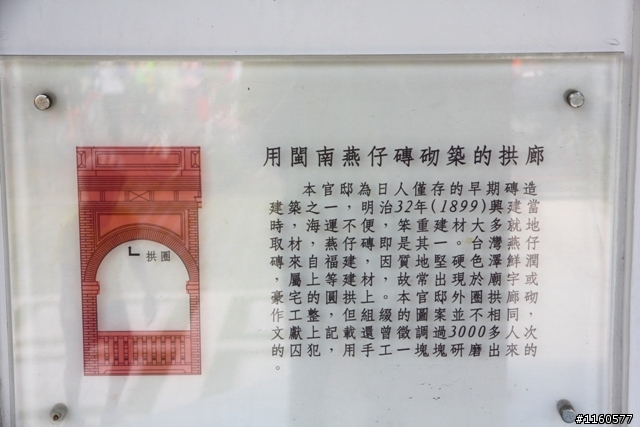 用閩南燕仔磚砌築的拱廊
本官邸為日人僅存的早期磚造
建築之一，明治32年(1899)興建當
時，海運不便，笨重建材大多就地
取材，燕仔磚即是其一。台灣燕仔
磚來自福建，因質地堅硬色澤鮮潤
，屬上等建材，故常出現於廟宇或
豪宅的圓拱上。本官邸外圈拱廊砌
作工整，但組綴的圖案並不相同，
文獻上記載還曾徵調過3000多人次
的囚犯，用手工一塊塊研磨出來的
。
拱圈
#1160577